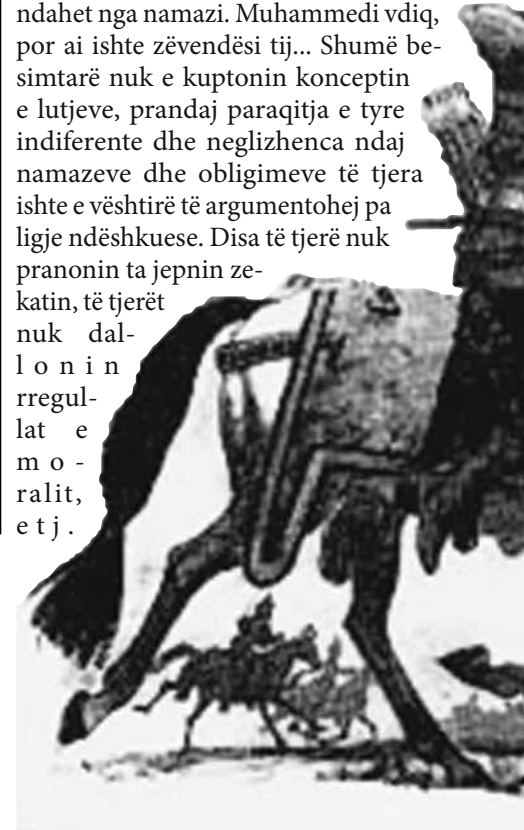 ndahet nga namazi. Muhammedi vdiq,
por ai ishte zëvendësi tij... Shumë be-
simtarë nuk e kuptonin konceptin
e lutjeve, prandaj paraqitja e tyre
indiferente dhe neglizhenca ndaj
namazeve dhe obligimeve të tjera
ishte e vështirë të argumentohej pa
ligje ndëshkuese. Disa të tjerë nuk
pranonin ta jepnin ze-
katin, të tjerët
nuk dal-
lonin
rregul-
lat e
mo-
ralit,
etj.